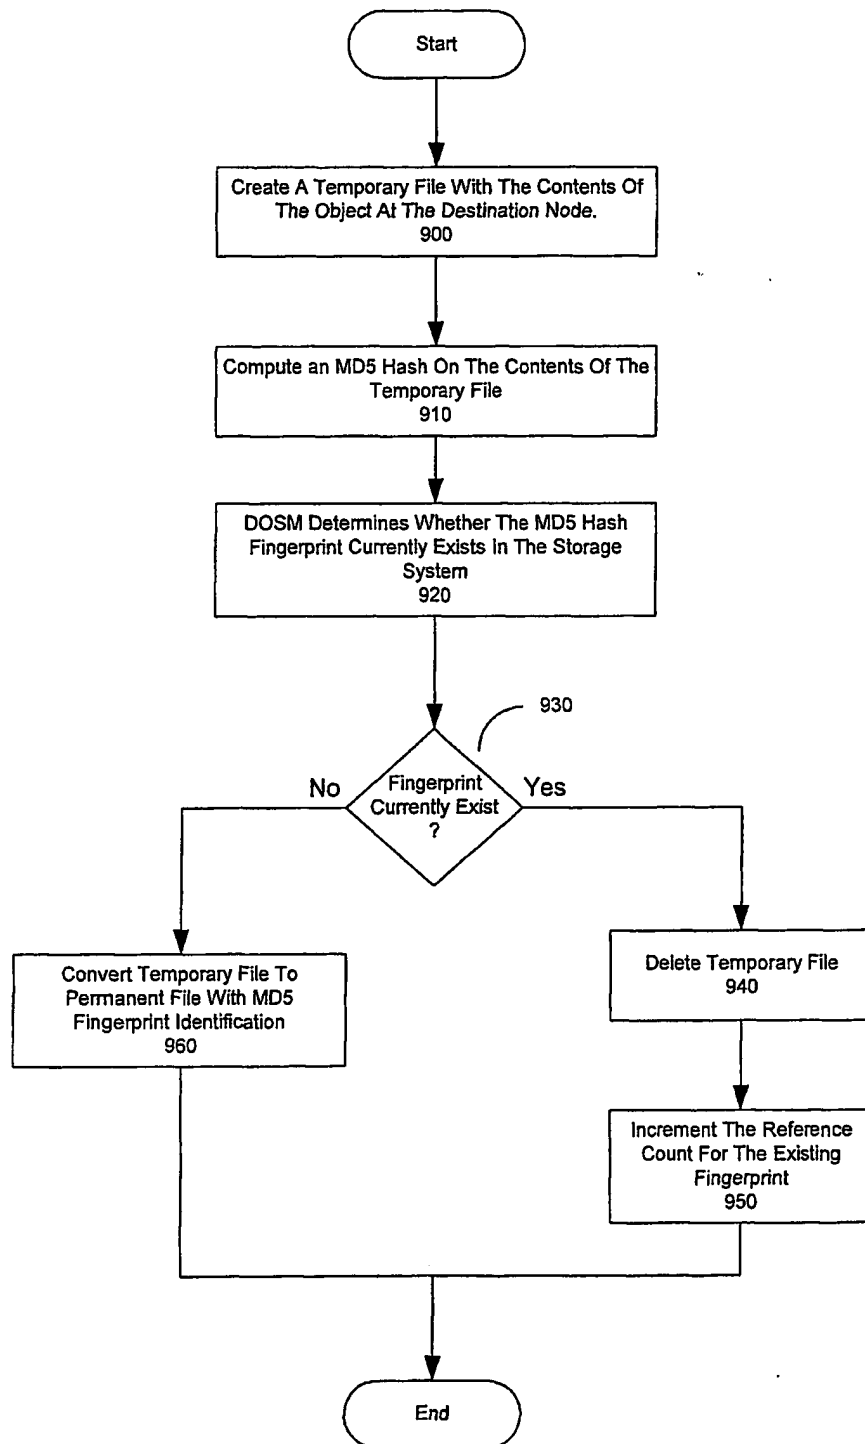 Start
Create A Temporary File With The Contents Of
The Object At The Destination Node.
900
Compute an MD5 Hash On The Contents Of The
Temporary File
910
DOSM Determines Whether The MD5 Hash
Fingerprint Currently Exists In The Storage
System
920
930
No
Fingerprint
Currently Exist
?
Yes
Convert Temporary File To
Permanent File With MD5
Fingerprint Identification
960
Delete Temporary File
940
Increment The Reference
Count For The Existing
Fingerprint
950
End